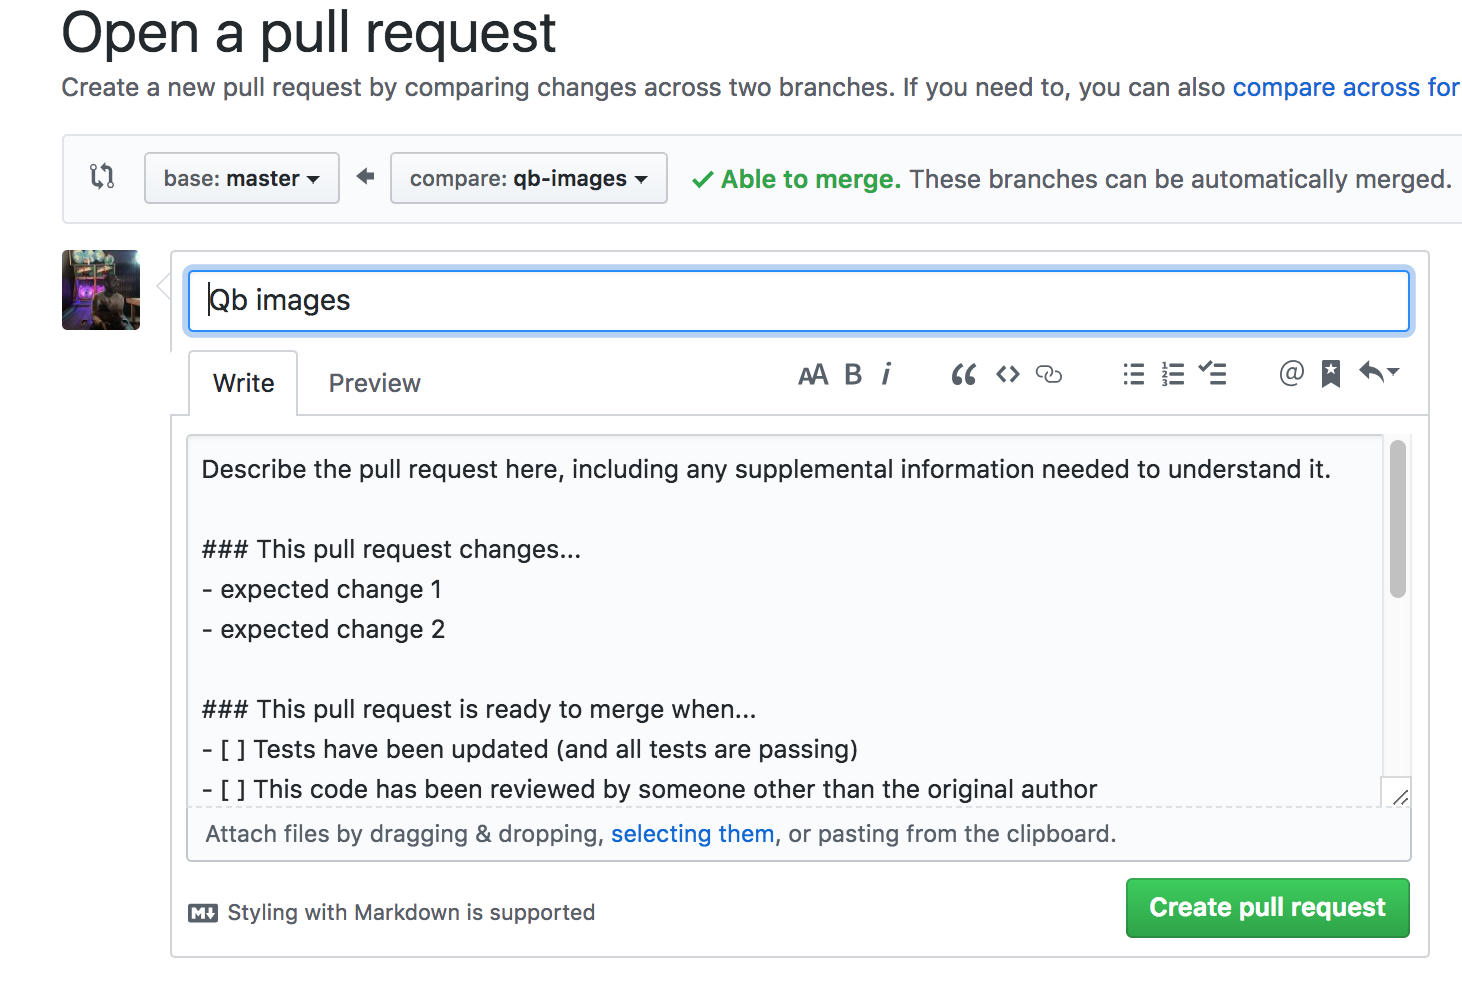 Open a pull request
Create a new pull request by comparing changes across two branches. If you need to, you can also compare across for
base: master
compare: qb-images
Able to merge. These branches can be automatically merged.
Qb images
Write
Preview
AA B i
@
Describe the pull request here, including any supplemental information needed to understand it.
### This pull request changes...
- expected change 1
- expected change 2
### This pull request is ready to merge when...
- [ ] Tests have been updated (and all tests are passing)
- [ ] This code has been reviewed by someone other than the original author
Attach files by dragging & dropping, selecting them, or pasting from the clipboard.
Styling with Markdown is supported
Create pull request